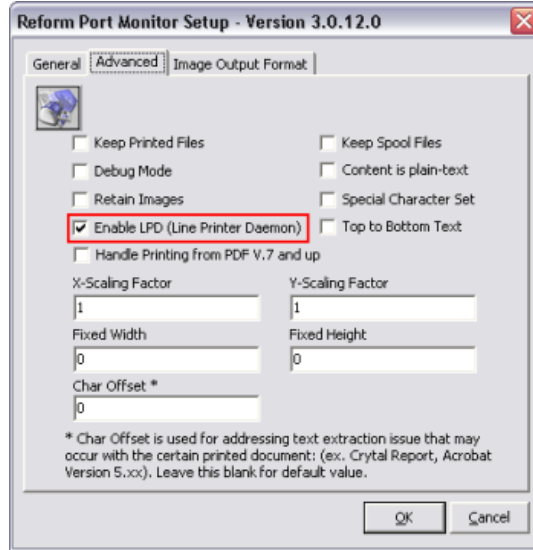 Reform Port Monitor Setup - Version 3.0.12.0
General Advanced Image Output Format
Keep Printed Files Keep Spool Files
Debug Mode Content is plain-text
Retain Images Special Character Set
Enable LPD (Line Printer Daemon) Top to Bottom Text
Handle Printing from PDF V.7 and up
X-Scaling Factor Y-Scaling Factor
1 1
Fixed Width Fixed Height
0 0
Char Offset *
0
* Char Offset is used for addressing text extraction issue that may
occur with the certain printed document: (ex. Crytal Report, Acrobat
Version 5.xx). Leave this blank for default value.
OK Cancel